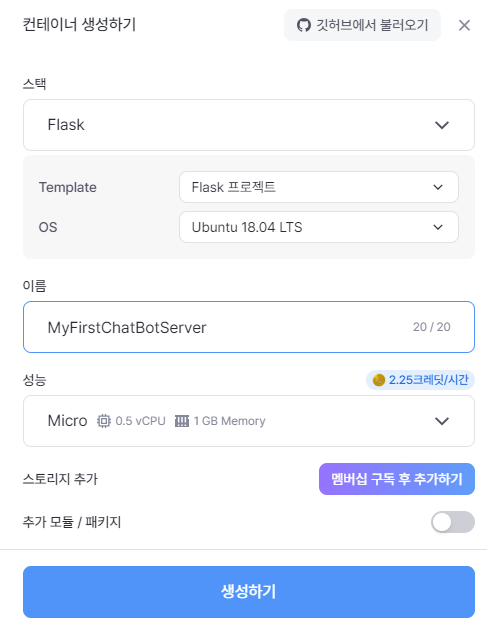 컨테이너 생성하기 깃허브에서 불러오기
스택
Flask
Template Flask 프로젝트
OS Ubuntu 18.04 LTS
이름
MyFirstChatBotServer 20 / 20
성능 2.25크레딧/시간
Micro 0.5 vCPU 1 GB Memory
스토리지 추가 멤버십 구독 후 추가하기
추가 모듈 / 패키지
생성하기